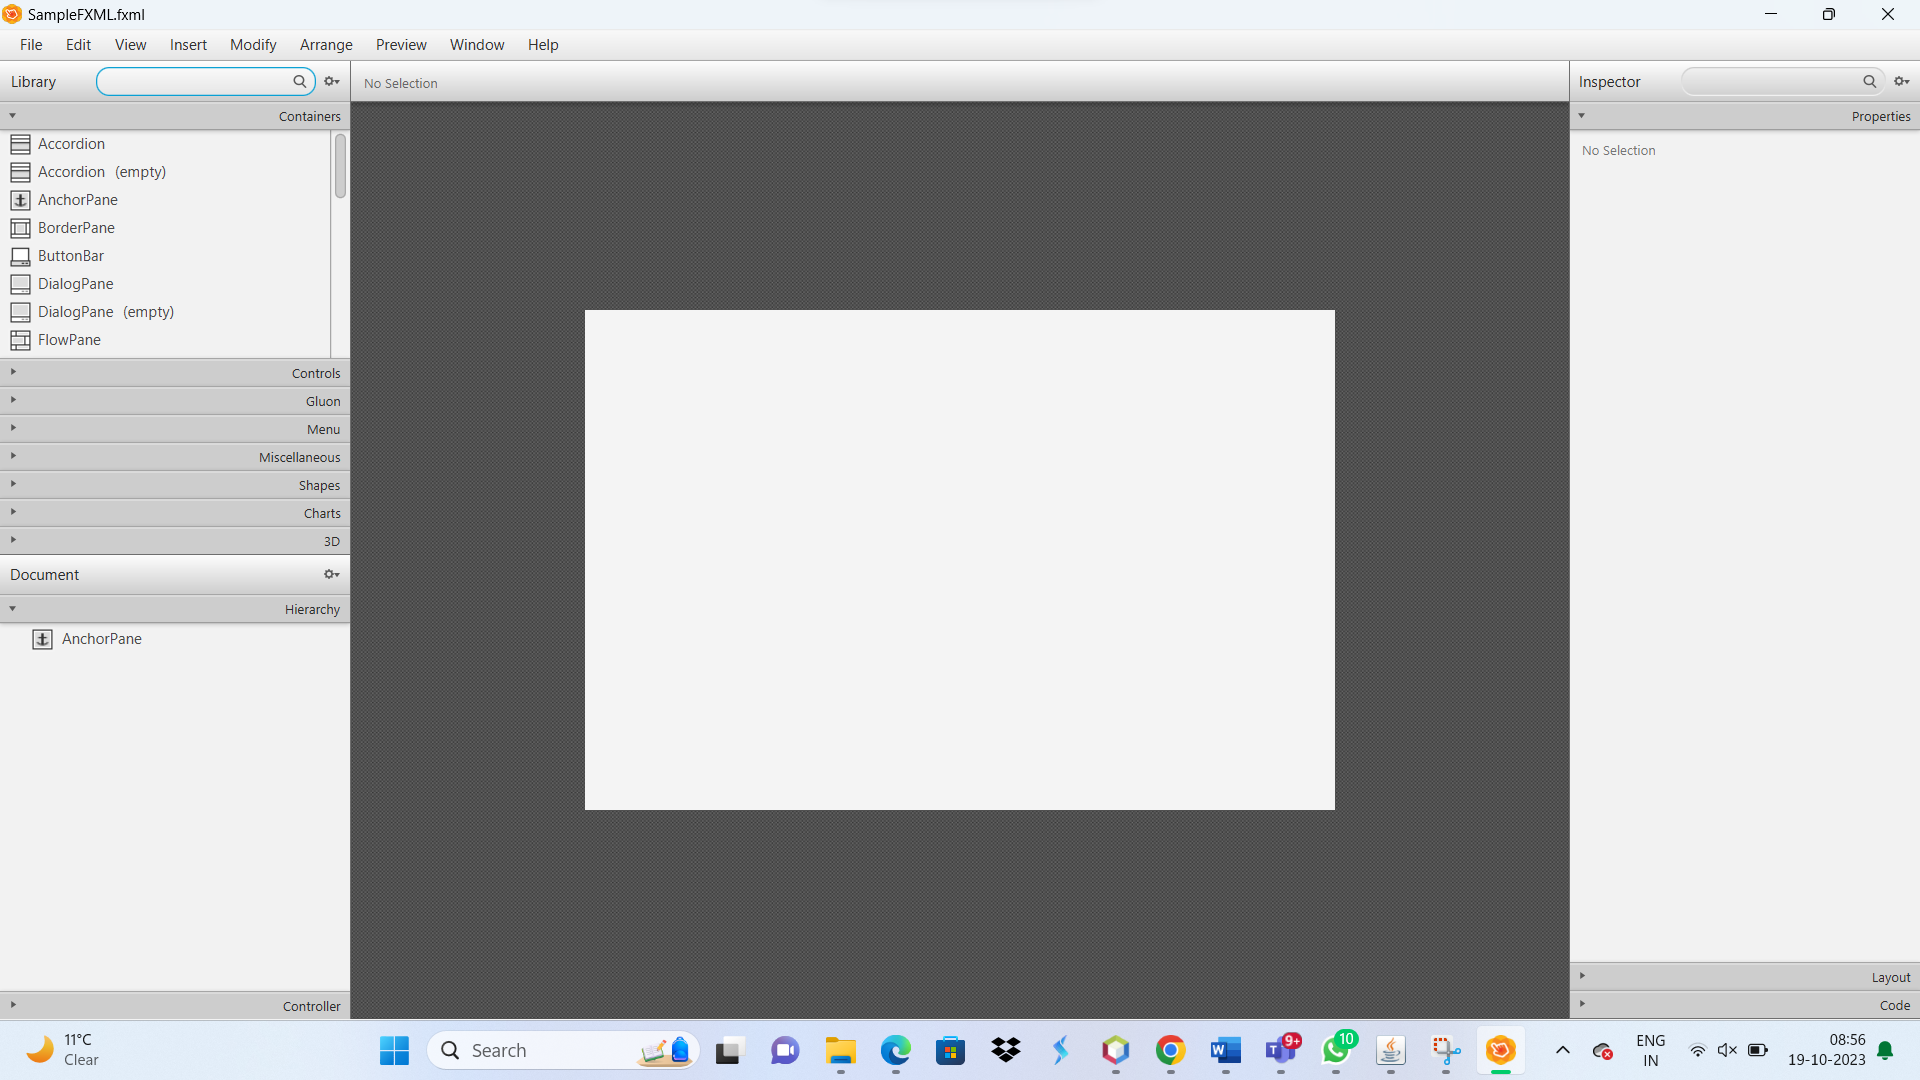 SampleFXML.fxml
File Edit View Insert Modify Arrange Preview Window Help
Library
No Selection
Inspector
Containers
Properties
Accordion
No Selection
Accordion (empty)
AnchorPane
BorderPane
ButtonBar
DialogPane
DialogPane (empty)
FlowPane
Controls
Gluon
Menu
Miscellaneous
Shapes
Charts
3D
Document
Hierarchy
AnchorPane
Controller
Layout
Code
11°C
Clear
Search
W
T
9+
10
ENG
IN
08:56
19-10-2023